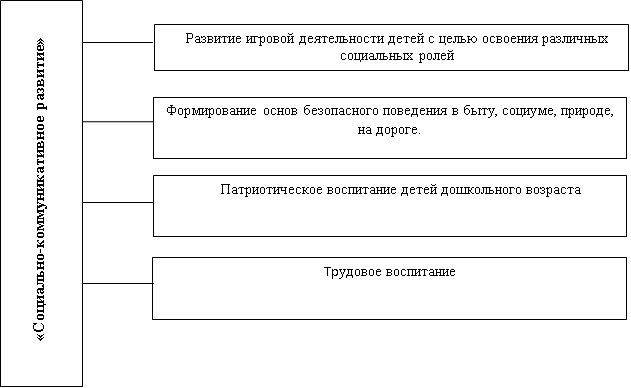 «Социально-коммуникативное развитие»
Развитие игровой деятельности детей с целью освоения различных
социальных ролей
Формирование основ безопасного поведения в быту, социуме, природе,
на дороге.
Патриотическое воспитание детей дошкольного возраста
Трудовое воспитание